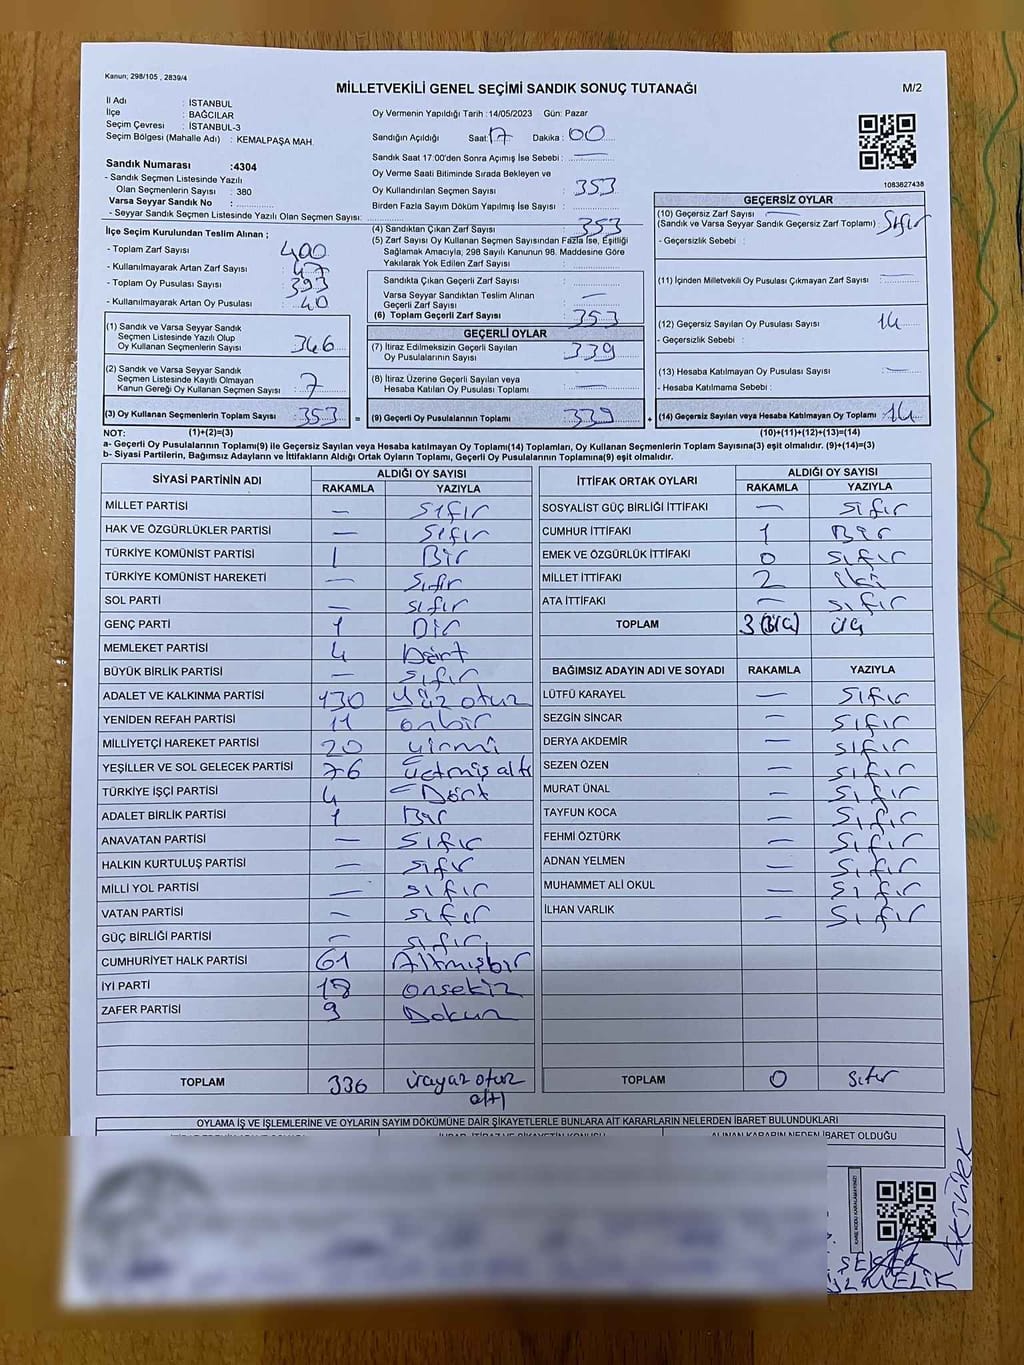 Kanun; 298/105 , 2839/4
MİLLETVEKİLİ GENEL SEÇİMİ SANDIK SONUÇ TUTANAĞI
M/2
İl Adı : İSTANBUL
İlçe : BAĞCILAR
Seçim Çevresi : İSTANBUL-3
Seçim Bölgesi (Mahalle Adı) : KEMALPAŞA MAH.
Sandık Numarası :4304
- Sandık Seçmen Listesinde Yazılı
Olan Seçmenlerin Sayısı : 380
Varsa Seyyar Sandık No :
- Seyyar Sandık Seçmen Listesinde Yazılı Olan Seçmen Sayısı:
Oy Vermenin Yapıldığı Tarih :14/05/2023 Gün: Pazar
Sandığın Açıldığı Saat: 17 Dakika : 00
Sandık Saat 17:00'den Sonra Açımış İse Sebebi : —
Oy Verme Saati Bitiminde Sırada Bekleyen ve
Oy Kullandırılan Seçmen Sayısı : 353
Birden Fazla Sayım Döküm Yapılmış İse Sayısı :
1083827438
İlçe Seçim Kurulundan Teslim Alınan ;
- Toplam Zarf Sayısı : 400
- Kullanılmayarak Artan Zarf Sayısı : 47
- Toplam Oy Pusulası Sayısı : 393
- Kullanılmayarak Artan Oy Pusulası : 40
(1) Sandık ve Varsa Seyyar Sandık
Seçmen Listesinde Yazılı Olup
Oy Kullanan Seçmenlerin Sayısı : 346
(2) Sandık ve Varsa Seyyar Sandık
Seçmen Listesinde Kayıtlı Olmayan
Kanun Gereği Oy Kullanan Seçmen Sayısı : 7
(3) Oy Kullanan Seçmenlerin Toplam Sayısı : 353 =
(4) Sandıktan Çıkan Zarf Sayısı : 353
(5) Zarf Sayısı Oy Kullanan Seçmen Sayısından Fazla İse, Eşitliği
Sağlamak Amacıyla; 298 Sayılı Kanunun 98. Maddesine Göre
Yakılarak Yok Edilen Zarf Sayısı :
Sandıkta Çıkan Geçerli Zarf Sayısı :
Varsa Seyyar Sandıktan Teslim Alınan
Geçerli Zarf Sayısı : —
(6) Toplam Geçerli Zarf Sayısı : 353
GEÇERLİ OYLAR
(7) İtiraz Edilmeksizin Geçerli Sayılan
Oy Pusulalarının Sayısı : 339
(8) İtiraz Üzerine Geçerli Sayılan veya
Hesaba Katılan Oy Pusulası Toplamı : —
(9) Geçerli Oy Pusulalarının Toplamı : 339 +
GEÇERSİZ OYLAR
(10) Geçersiz Zarf Sayısı —
(Sandık ve Varsa Seyyar Sandık Geçersiz Zarf Toplamı) : Sıfır
- Geçersizlik Sebebi :
(11) İçinden Milletvekili Oy Pusulası Çıkmayan Zarf Sayısı : —
(12) Geçersiz Sayılan Oy Pusulası Sayısı : 14
- Geçersizlik Sebebi :
(13) Hesaba Katılmayan Oy Pusulası Sayısı : —
- Hesaba Katılmama Sebebi :
(14) Geçersiz Sayılan veya Hesaba Katılmayan Oy Toplamı : 14
NOT: (1)+(2)=(3) (10)+(11)+(12)+(13)=(14)
a- Geçerli Oy Pusulalarının Toplamı(9) ile Geçersiz Sayılan veya Hesaba katılmayan Oy Toplamı(14) Toplamları, Oy Kullanan Seçmenlerin Toplam Sayısına(3) eşit olmalıdır. (9)+(14)=(3)
b- Siyasi Partilerin, Bağımsız Adayların ve İttifakların Aldığı Ortak Oyların Toplamı, Geçerli Oy Pusulalarının Toplamına(9) eşit olmalıdır.
SİYASİ PARTİNİN ADI
ALDIĞI OY SAYISI
RAKAMLA YAZIYLA
MİLLET PARTİSİ — Sıfır
HAK VE ÖZGÜRLÜKLER PARTİSİ — Sıfır
TÜRKİYE KOMÜNİST PARTİSİ 1 Bir
TÜRKİYE KOMÜNİST HAREKETİ — Sıfır
SOL PARTİ — sıfır
GENÇ PARTİ 1 Bir
MEMLEKET PARTİSİ 4 Dört
BÜYÜK BİRLİK PARTİSİ — sıfır
ADALET VE KALKINMA PARTİSİ 130 Yüz otuz
YENİDEN REFAH PARTİSİ 11 onbir
MİLLİYETÇİ HAREKET PARTİSİ 20 yirmi
YEŞİLLER VE SOL GELECEK PARTİSİ 76
TÜRKİYE İŞÇİ PARTİSİ 4 Dört
ADALET BİRLİK PARTİSİ 1 Bir
ANAVATAN PARTİSİ — Sıfır
HALKIN KURTULUŞ PARTİSİ — sıfır
MİLLİ YOL PARTİSİ — sıfır
VATAN PARTİSİ — sıfır
GÜÇ BİRLİĞİ PARTİSİ — sıfır
CUMHURİYET HALK PARTİSİ 61 Altmışbir
İYİ PARTİ 18 onsekiz
ZAFER PARTİSİ 9 Dokuz
TOPLAM 336 üçyüz otuz
altı
İTTİFAK ORTAK OYLARI
ALDIĞI OY SAYISI
RAKAMLA YAZIYLA
SOSYALİST GÜÇ BİRLİĞİ İTTİFAKI — sıfır
CUMHUR İTTİFAKI 1 Bir
EMEK VE ÖZGÜRLÜK İTTİFAKI 0 sıfır
MİLLET İTTİFAKI 2 iki
ATA İTTİFAKI — sıfır
TOPLAM 3 üç
BAĞIMSIZ ADAYIN ADI VE SOYADI RAKAMLA YAZIYLA
LÜTFÜ KARAYEL — sıfır
SEZGİN SİNCAR — sıfır
DERYA AKDEMİR — sıfır
SEZEN ÖZEN — sıfır
MURAT ÜNAL — sıfır
TAYFUN KOCA — Sıfır
FEHMİ ÖZTÜRK — Sıfır
ADNAN YELMEN — Sıfır
MUHAMMET ALİ OKUL — Sıfır
İLHAN VARLIK — Sıfır
TOPLAM 0 Sıfır
OYLAMA İŞ VE İŞLEMLERİNE VE OYLARIN SAYIM DÖKÜMÜNE DAİR ŞİKAYETLERLE BUNLARA AİT KARARLARIN NELERDEN İBARET BULUNDUKLARI
ALINAN KARARIN NEDEN İBARET OLDUĞU
KARE KODU KARALAMAYINIZ!
AKTÜRK
MELİK